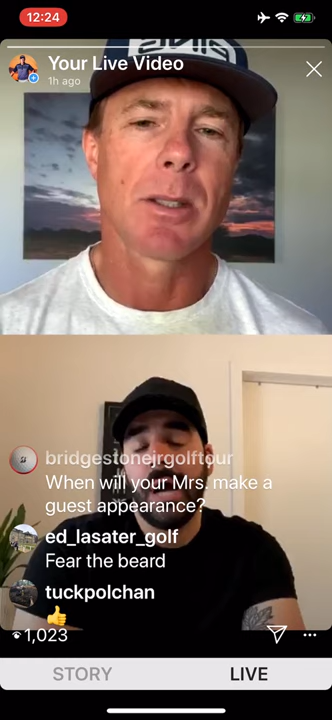 12:24
Your Live Video
1h ago
PING
bridgestonejrgolftour
When will your Mrs. make a
guest appearance?
ed_lasater_golf
Fear the beard
tuckpolchan
👍
1,023
STORY
LIVE